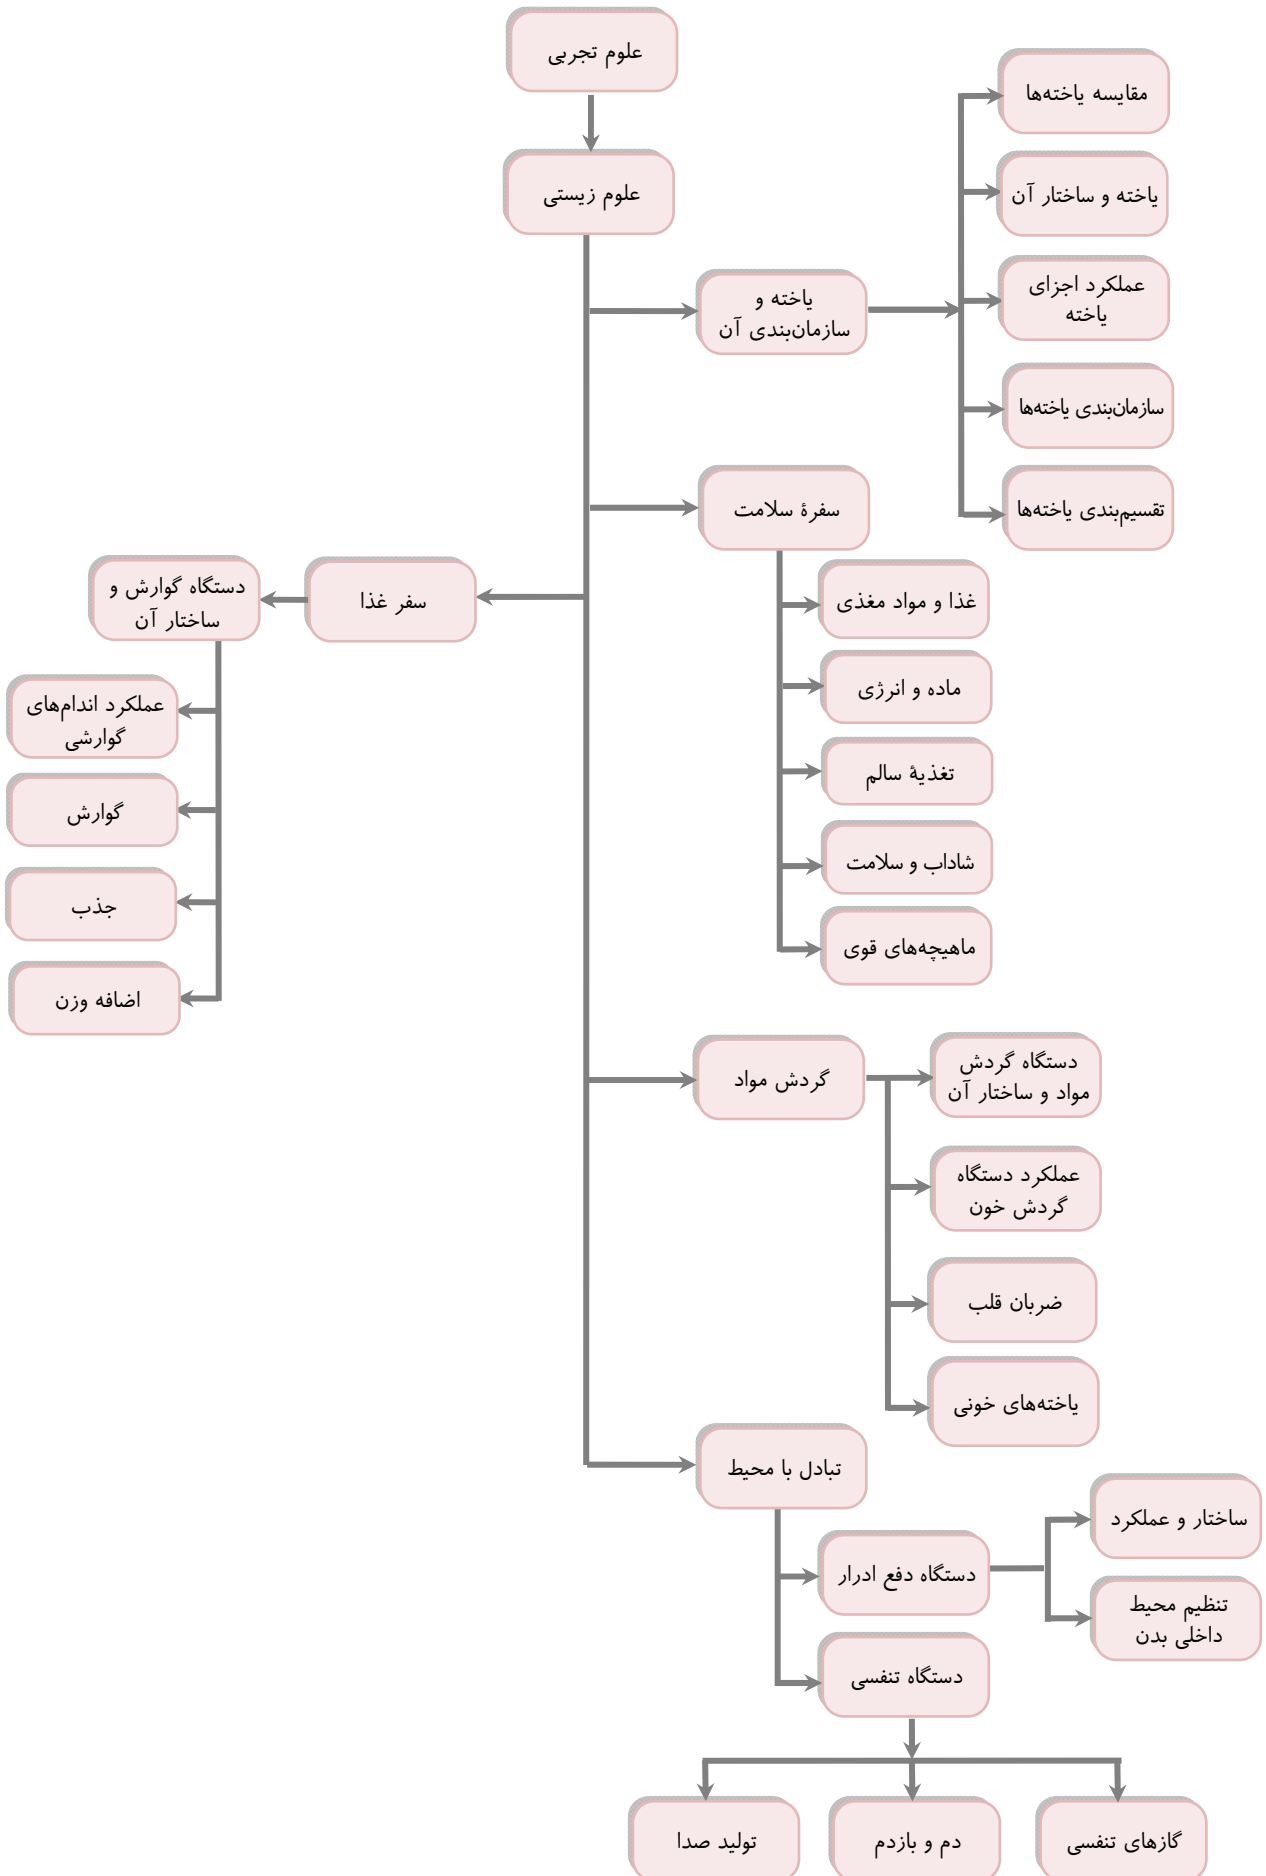 علوم تجربی
علوم زیستی
یاخته و
سازمان‌بندی آن
مقایسه یاخته‌ها
یاخته و ساختار آن
عملکرد اجزای
یاخته
سازمان‌بندی یاخته‌ها
تقسیم‌بندی یاخته‌ها
سفرۀ سلامت
غذا و مواد مغذی
ماده و انرژی
تغذیۀ سالم
شاداب و سلامت
ماهیچه‌های قوی
سفر غذا
دستگاه گوارش و
ساختار آن
عملکرد اندام‌های
گوارشی
گوارش
جذب
اضافه وزن
گردش مواد
دستگاه گردش
مواد و ساختار آن
عملکرد دستگاه
گردش خون
ضربان قلب
یاخته‌های خونی
تبادل با محیط
دستگاه دفع ادرار
ساختار و عملکرد
تنظیم محیط
داخلی بدن
دستگاه تنفسی
گازهای تنفسی
دم و بازدم
تولید صدا